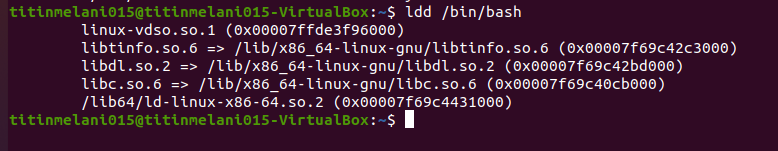 titinmelani015@titinmelani015-VirtualBox:~$ ldd /bin/bash
linux-vdso.so.1 (0x00007ffde3f96000)
libtinfo.so.6 => /lib/x86_64-linux-gnu/libtinfo.so.6 (0x00007f69c42c3000)
libdl.so.2 => /lib/x86_64-linux-gnu/libdl.so.2 (0x00007f69c42bd000)
libc.so.6 => /lib/x86_64-linux-gnu/libc.so.6 (0x00007f69c40cb000)
/lib64/ld-linux-x86-64.so.2 (0x00007f69c4431000)
titinmelani015@titinmelani015-VirtualBox:~$